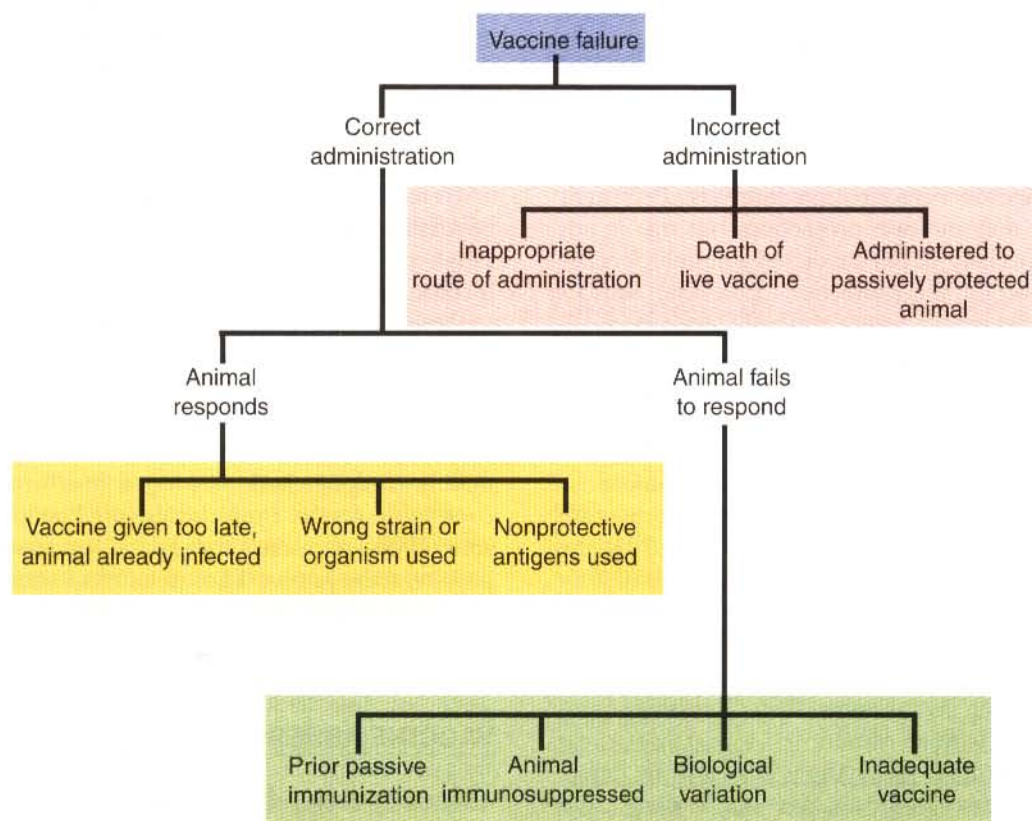 Vaccine failure
Correct
administration
Incorrect
administration
Inappropriate
route of administration
Death of
live vaccine
Administered to
passively protected
animal
Animal
responds
Animal fails
to respond
Vaccine given too late,
animal already infected
Wrong strain or
organism used
Nonprotective
antigens used
Prior passive
immunization
Animal
immunosuppressed
Biological
variation
Inadequate
vaccine